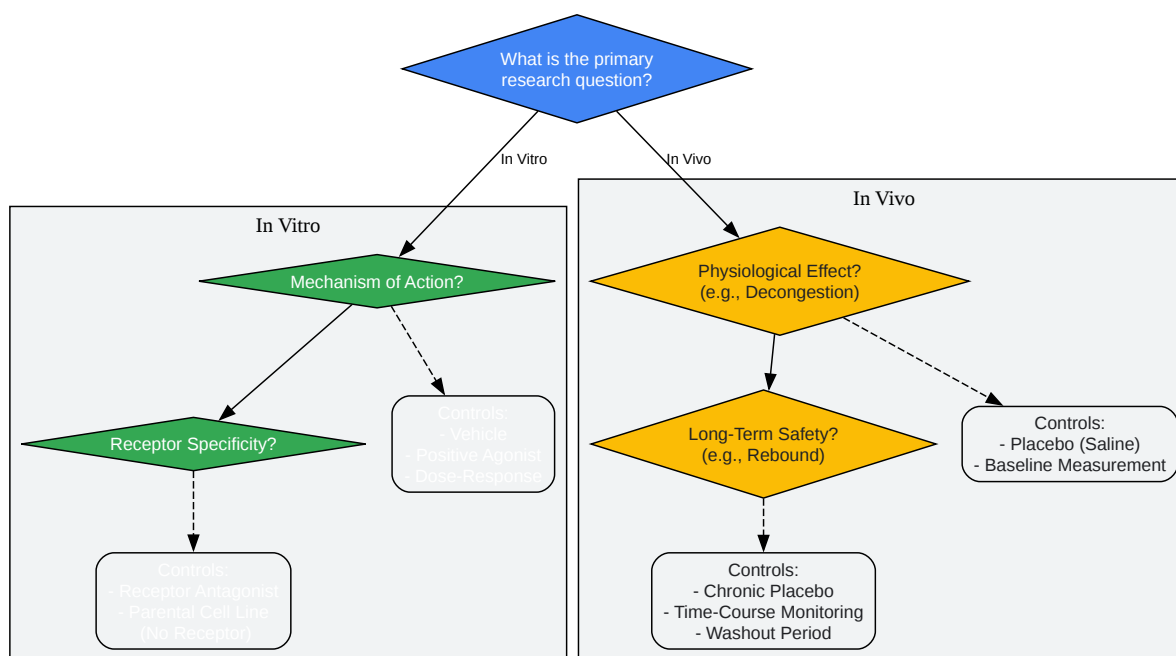 What is the primary
research question?
In Vitro
In Vivo
In Vitro
Mechanism of Action?
Receptor Specificity?
Controls:
- Vehicle
- Positive Agonist
- Dose-Response
Controls:
- Receptor Antagonist
- Parental Cell Line
(No Receptor)
In Vivo
Physiological Effect?
(e.g., Decongestion)
Long-Term Safety?
(e.g., Rebound)
Controls:
- Placebo (Saline)
- Baseline Measurement
Controls:
- Chronic Placebo
- Time-Course Monitoring
- Washout Period